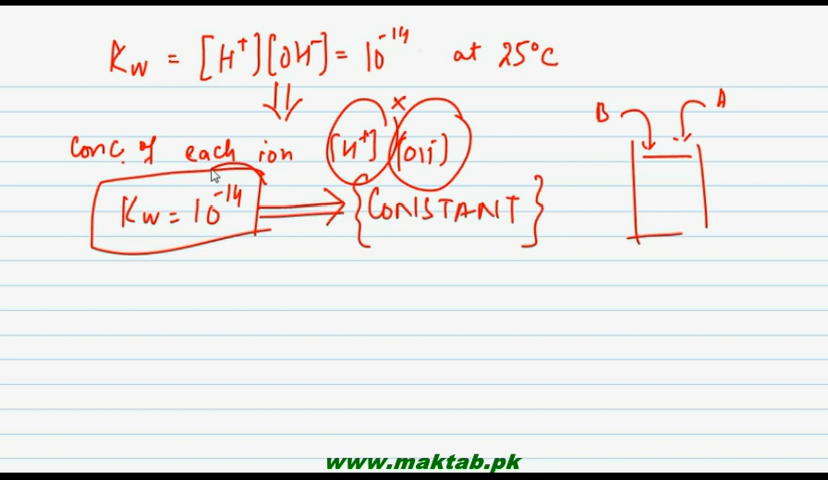 Kw = [H⁺][OH⁻] = 10⁻¹⁴ at 25°C
x
B A
Conc. of each ion [H⁺] [OH⁻]
Kw = 10⁻¹⁴ {CONSTANT}
www.maktab.pk